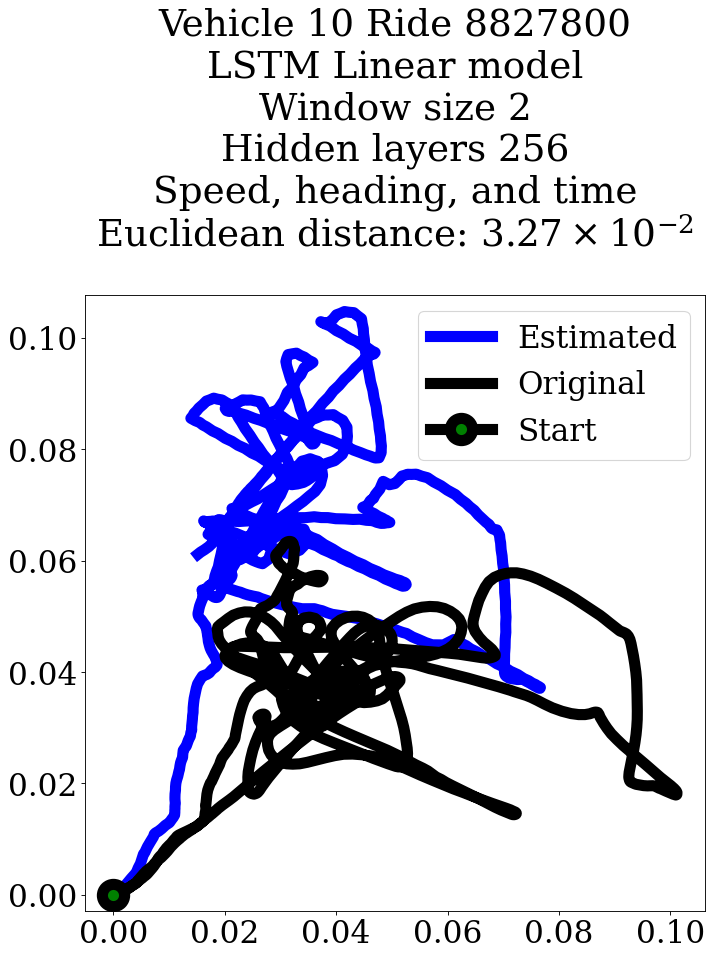 Vehicle 10 Ride 8827800
LSTM Linear model
Window size 2
Hidden layers 256
Speed, heading, and time
Euclidean distance: 3.27 × 10⁻²
Estimated
Original
Start
0.10
0.08
0.06
0.04
0.02
0.00
0.00 0.02 0.04 0.06 0.08 0.10